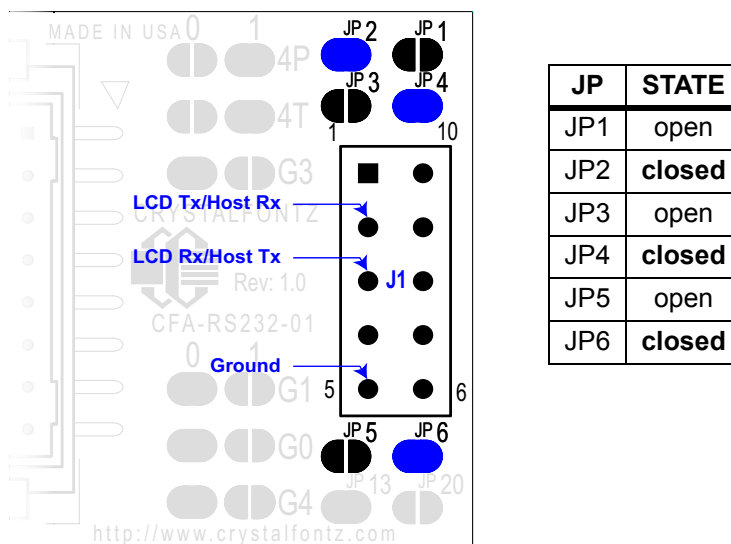 MADE IN USA 0 1 JP2 JP1
4P
JP3 JP4
4T
1 10
G3
LCD Tx/Host Rx
CRYSTALFONTZ
LCD Rx/Host Tx
J1
Rev: 1.0
CFA-RS232-01
0 1
Ground
G1 5 6
JP5 JP6
G0
JP13 JP20
G4
http://www.crystalfontz.com
JP STATE
JP1 open
JP2 closed
JP3 open
JP4 closed
JP5 open
JP6 closed